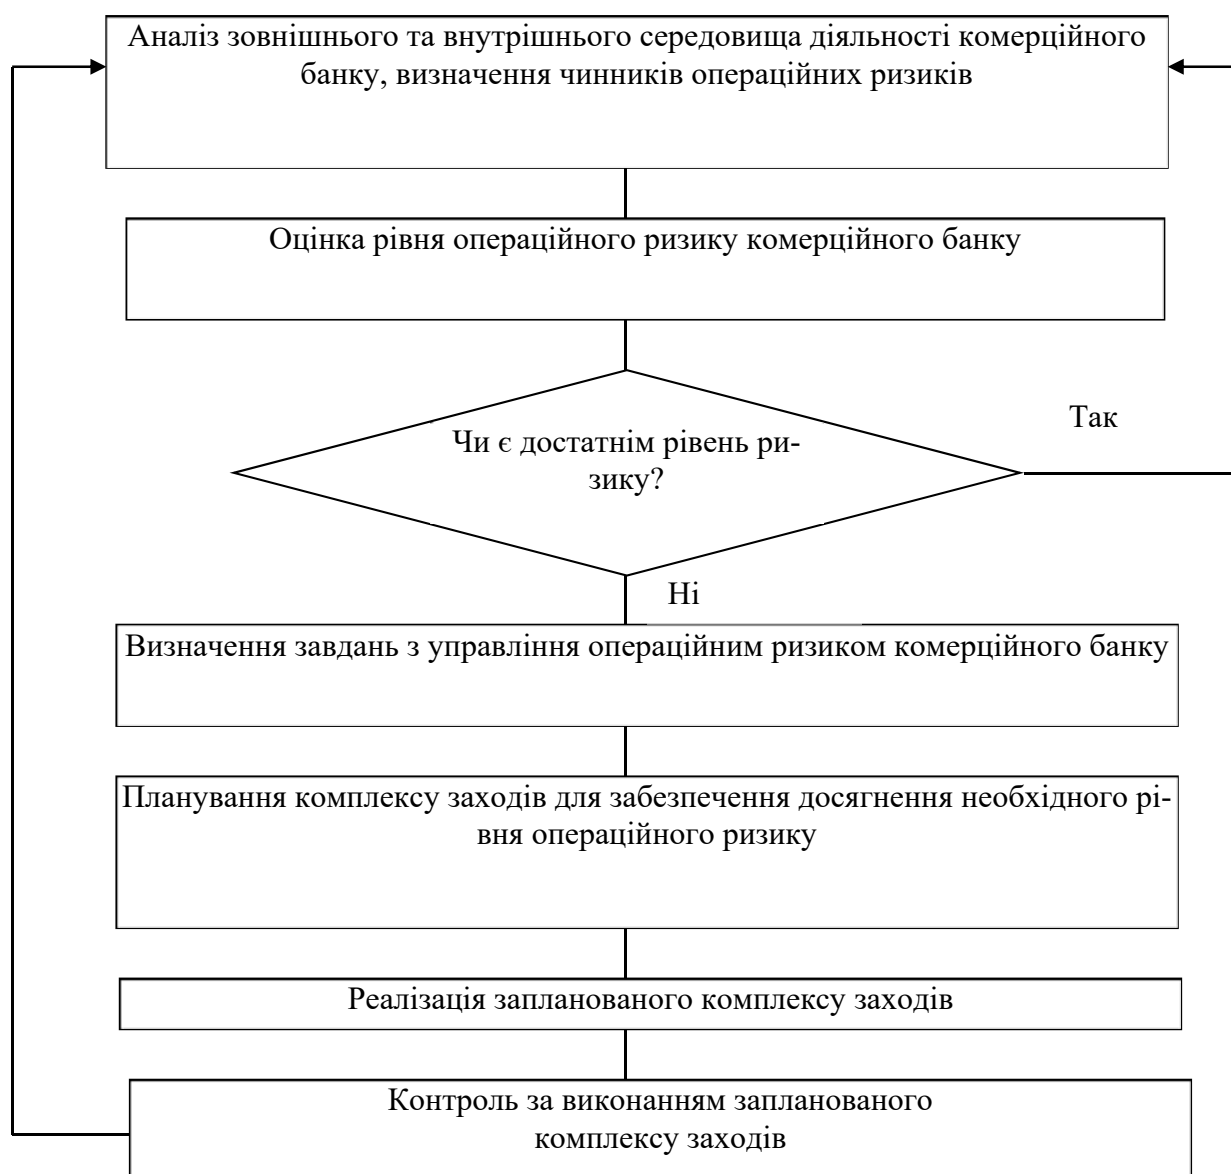 Аналіз зовнішнього та внутрішнього середовища діяльності комерційного
банку, визначення чинників операційних ризиків
Оцінка рівня операційного ризику комерційного банку
Чи є достатнім рівень ри-
зику?
Так
Ні
Визначення завдань з управління операційним ризиком комерційного банку
Планування комплексу заходів для забезпечення досягнення необхідного рі-
вня операційного ризику
Реалізація запланованого комплексу заходів
Контроль за виконанням запланованого
комплексу заходів